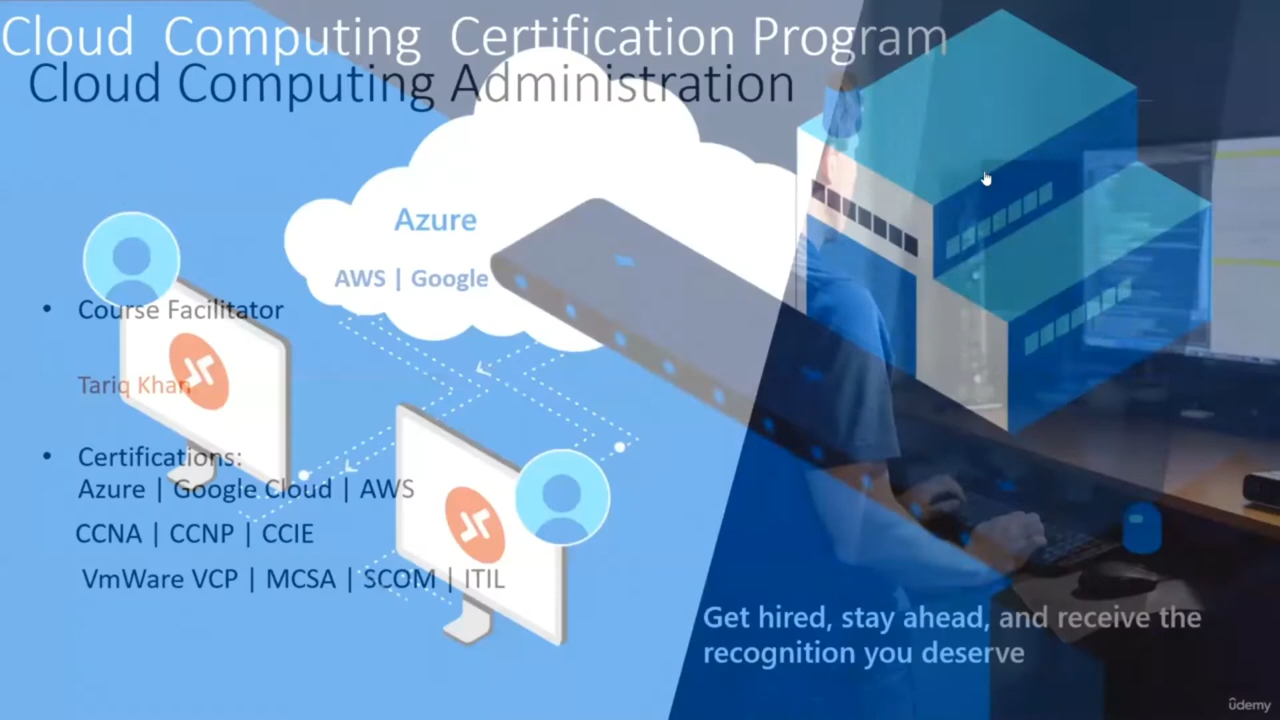 Cloud Computing Certification Program
Cloud Computing Administration
Azure
AWS | Google
• Course Facilitator
Tariq Khan
• Certifications:
Azure | Google Cloud | AWS
CCNA | CCNP | CCIE
VmWare VCP | MCSA | SCOM | ITIL
Get hired, stay ahead, and receive the
recognition you deserve
ûdemy